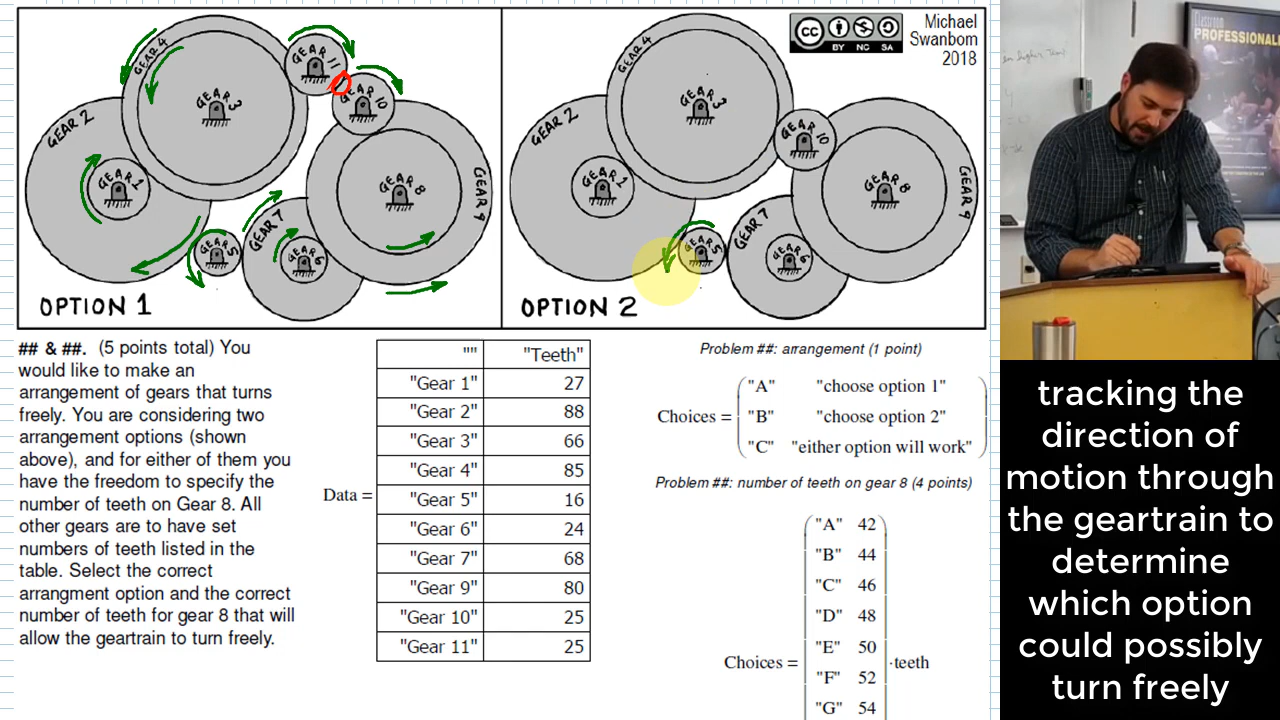 GEAR 4
GEAR 3
GEAR 2
GEAR 1
GEAR 11
GEAR 10
GEAR 5
GEAR 7
GEAR 6
GEAR 8
GEAR 9
OPTION 1
GEAR 4
GEAR 3
GEAR 2
GEAR 1
GEAR 10
GEAR 5
GEAR 7
GEAR 6
GEAR 8
GEAR 9
OPTION 2
cc
BY NC SA
Michael
Swanbom
2018
PROFESSIONAL
## & ##. (5 points total) You
would like to make an
arrangement of gears that turns
freely. You are considering two
arrangement options (shown
above), and for either of them you
have the freedom to specify the
number of teeth on Gear 8. All
other gears are to have set
numbers of teeth listed in the
table. Select the correct
arrangment option and the correct
number of teeth for gear 8 that will
allow the geartrain to turn freely.
Data =
"" "Teeth"
"Gear 1" 27
"Gear 2" 88
"Gear 3" 66
"Gear 4" 85
"Gear 5" 16
"Gear 6" 24
"Gear 7" 68
"Gear 9" 80
"Gear 10" 25
"Gear 11" 25
Problem ##: arrangement (1 point)
Choices =
"A" "choose option 1"
"B" "choose option 2"
"C" "either option will work"
Problem ##: number of teeth on gear 8 (4 points)
Choices =
"A" 42
"B" 44
"C" 46
"D" 48
"E" 50
"F" 52
"G" 54
·teeth
tracking the
direction of
motion through
the geartrain to
determine
which option
could possibly
turn freely